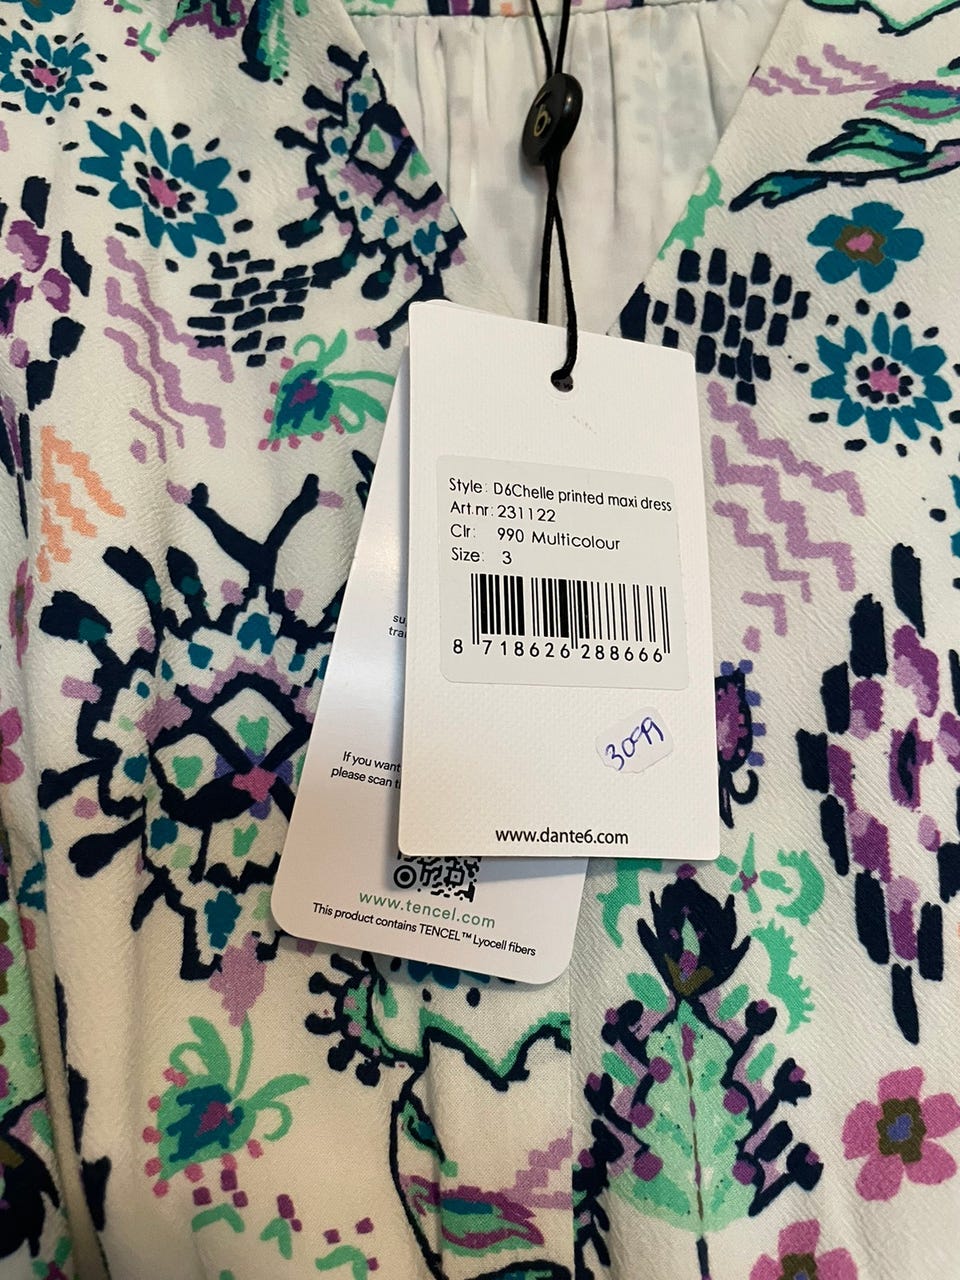 6
Style: D6Chelle printed maxi dress
Art.nr: 231122
Clr: 990 Multicolour
Size: 3
8 718626 288666
3099
www.dante6.com
If you want
please scan
www.tencel.com
This product contains TENCEL™ Lyocell fibers